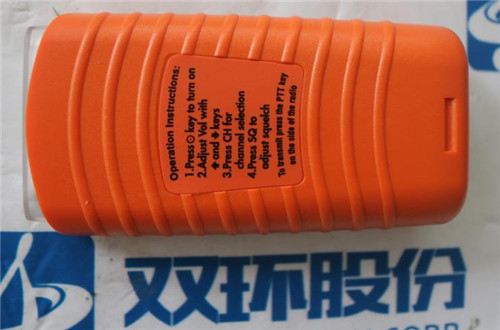 Operation Instructions:
1.Press⊙ key to turn on
2.Adjust Vol with
↑ and ↓ keys
3.Press CH for
channel selection
4.Press SQ to
adjust squelch
To transmit press the PTT key
on the side of the radio
双环股份